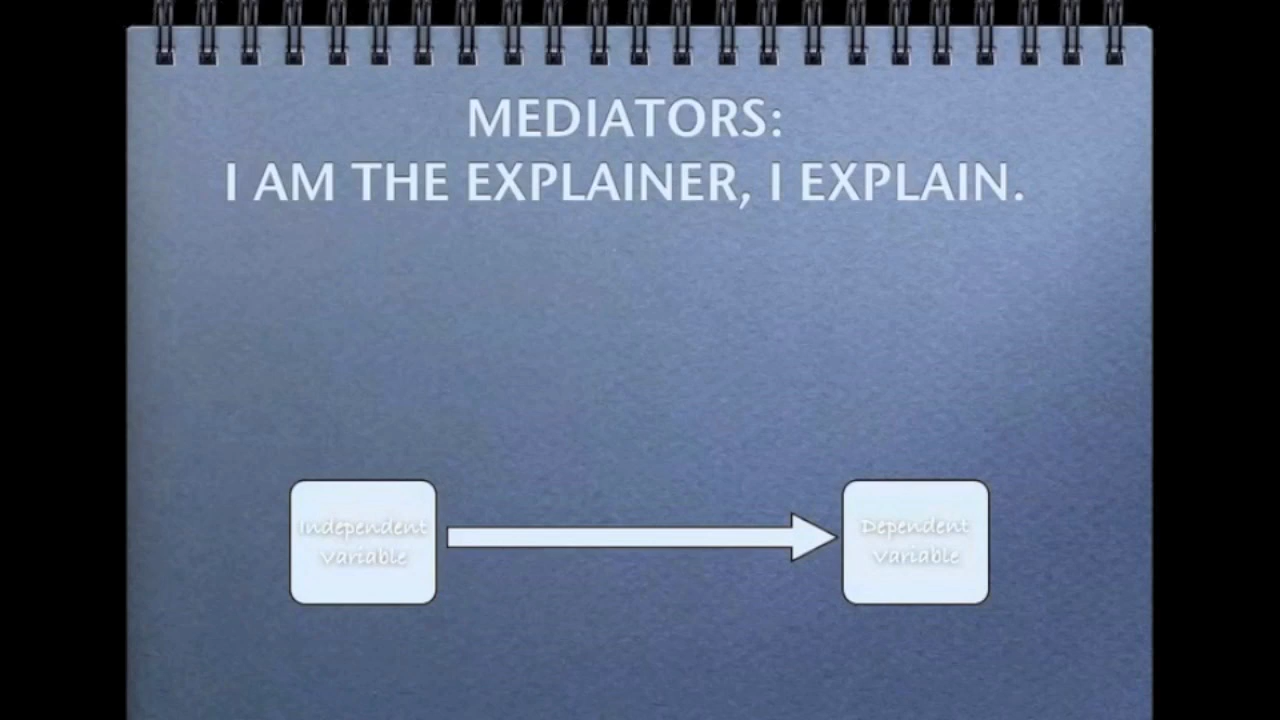 MEDIATORS:
I AM THE EXPLAINER, I EXPLAIN.
Independent
variable
Dependent
variable